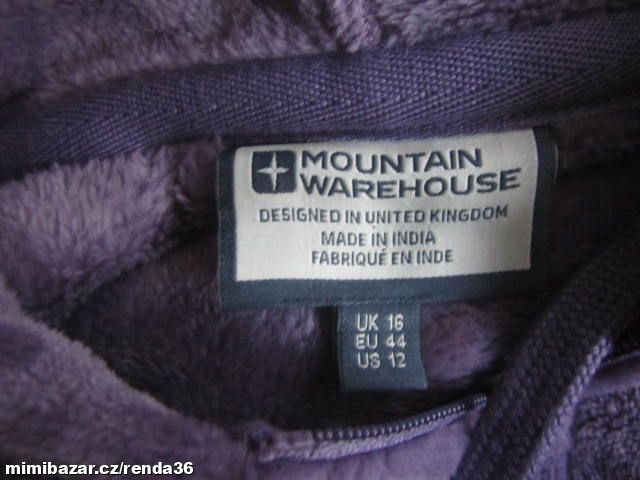 MOUNTAIN
WAREHOUSE
DESIGNED IN UNITED KINGDOM
MADE IN INDIA
FABRIQUÉ EN INDE
UK 16
EU 44
US 12
mimibazar.cz/renda36